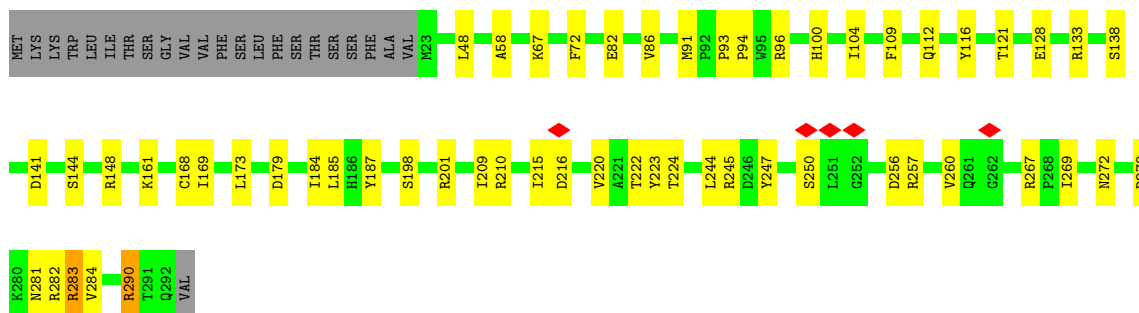 MET LYS LYS TRP LEU ILE THR SER GLY VAL VAL PHE SER LEU PHE SER THR SER SER PHE ALA VAL M23 L48 A58 K67 F72 E82 V86 M91 P92 P93 P94 W95 R96 H100 I104 F109 Q112 Y116 T121 E128 R133 S138
D141 S144 R148 K161 C168 I169 L173 D179 I184 L185 H186 Y187 S198 R201 I209 R210 I215 D216 V220 A221 T222 Y223 T224 L244 R245 D246 Y247 S250 L251 G252 D256 R257 V260 Q261 G262 R267 P268 I269 N272
K280 N281 R282 R283 V284 R290 T291 Q292 VAL